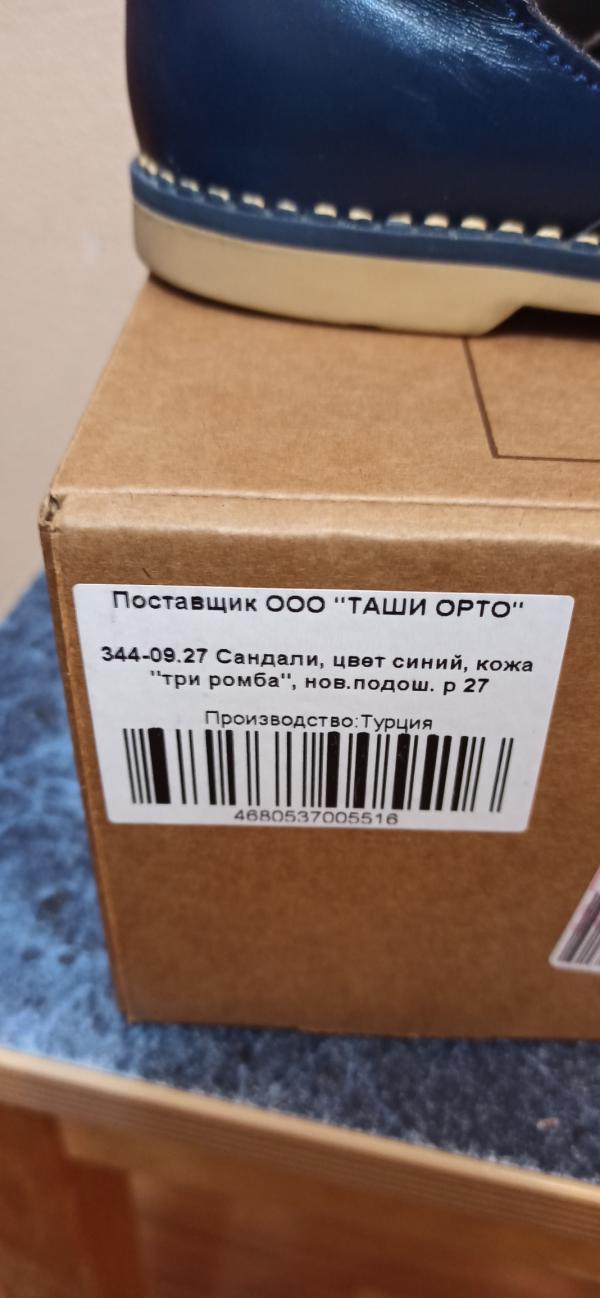 Поставщик ООО "ТАШИ ОРТО"
344-09.27 Сандали, цвет синий, кожа
"три ромба", нов.подош. р 27
Производство:Турция
4680537005516